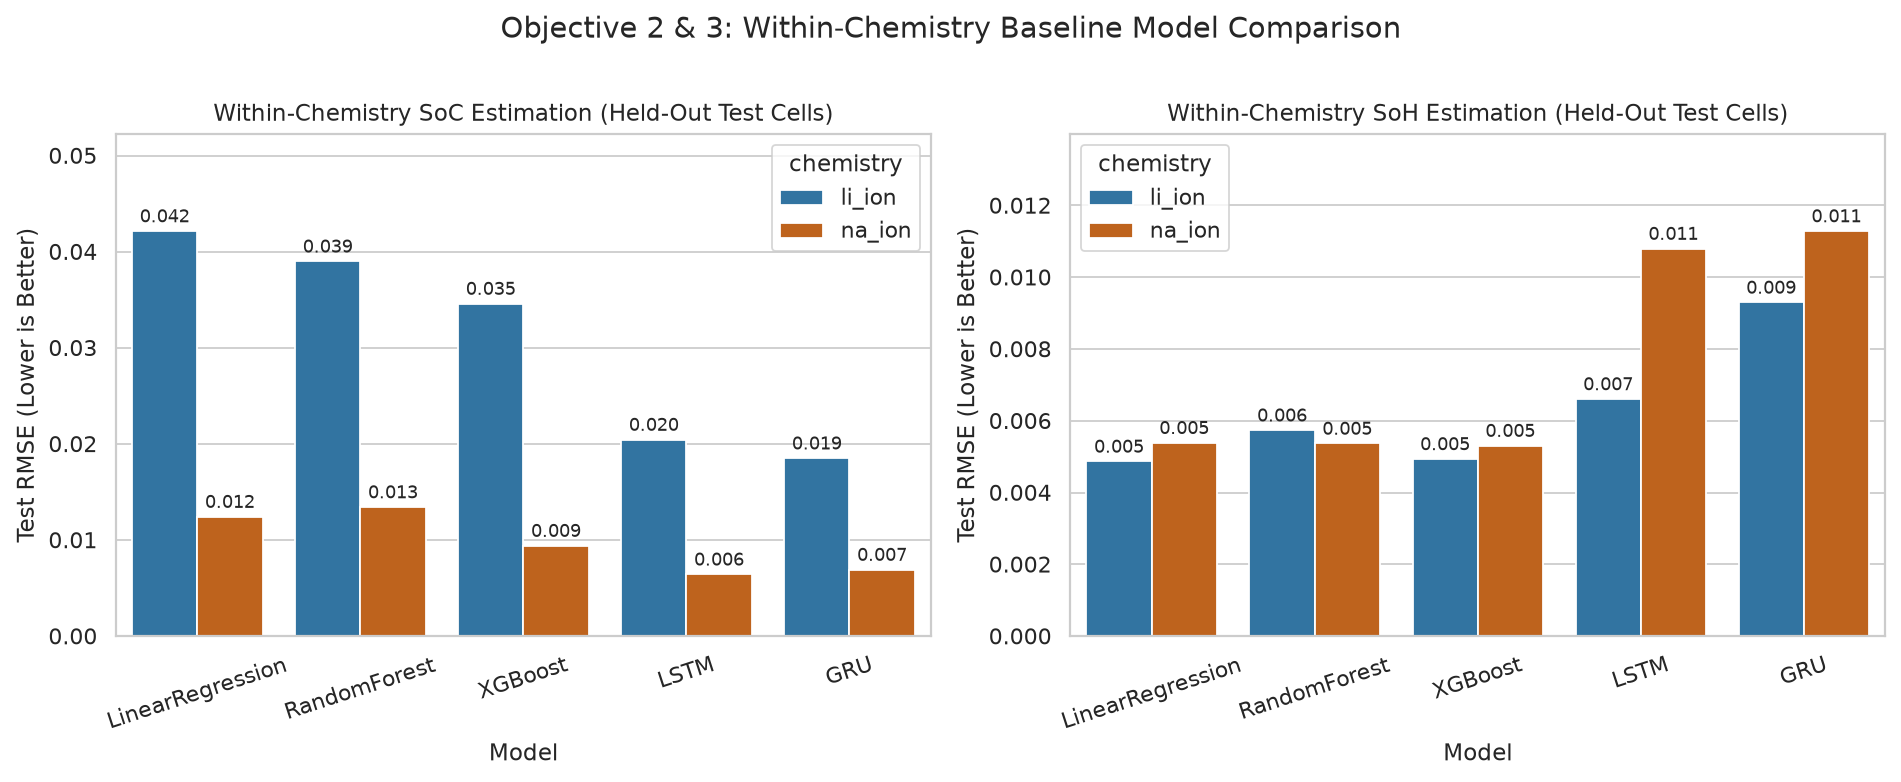 Objective 2 & 3: Within-Chemistry Baseline Model Comparison
Within-Chemistry SoC Estimation (Held-Out Test Cells)
Test RMSE (Lower is Better)
0.05
0.04
0.03
0.02
0.01
0.00
chemistry
li_ion
na_ion
0.042
0.012
0.039
0.013
0.035
0.009
0.020
0.006
0.019
0.007
LinearRegression
RandomForest
XGBoost
LSTM
GRU
Model
Within-Chemistry SoH Estimation (Held-Out Test Cells)
Test RMSE (Lower is Better)
0.012
0.010
0.008
0.006
0.004
0.002
0.000
chemistry
li_ion
na_ion
0.005
0.005
0.006
0.005
0.005
0.005
0.007
0.011
0.009
0.011
LinearRegression
RandomForest
XGBoost
LSTM
GRU
Model